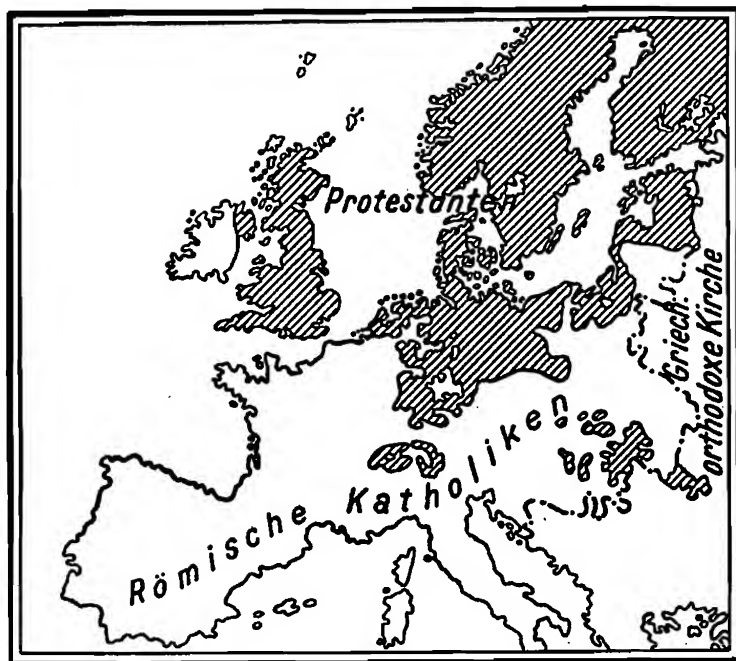 Protestanten
Römische Katholiken
Griech.
orthodoxe Kirche